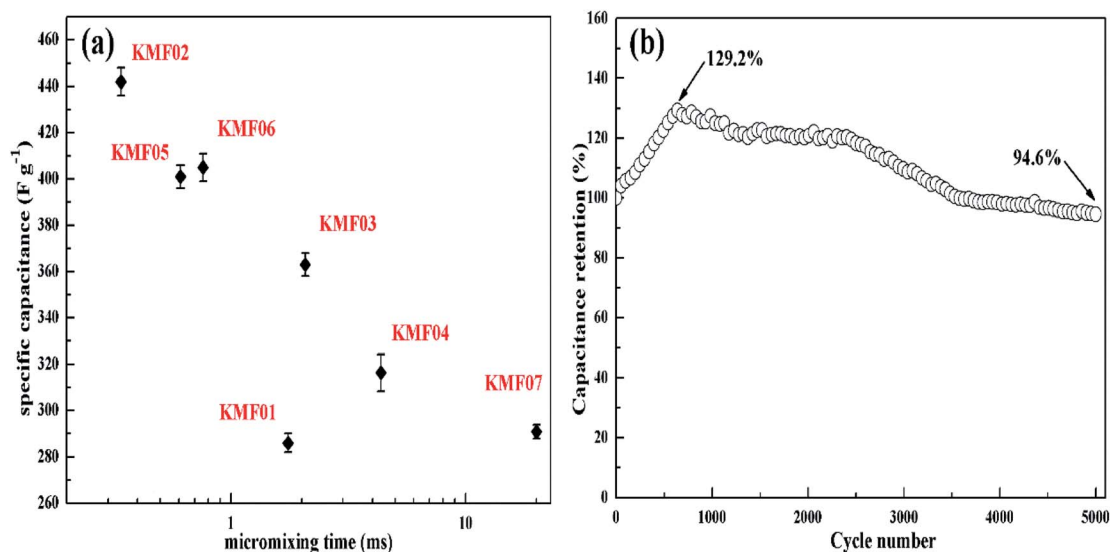 (a)
460
440
420
400
380
360
340
320
300
280
260
specific capacitance (F g⁻¹)
KMF02
KMF06
KMF05
KMF03
KMF04
KMF07
KMF01
1
10
micromixing time (ms)
(b)
160
140
120
100
80
60
40
20
0
Capacitance retention (%)
129.2%
94.6%
0
1000
2000
3000
4000
5000
Cycle number